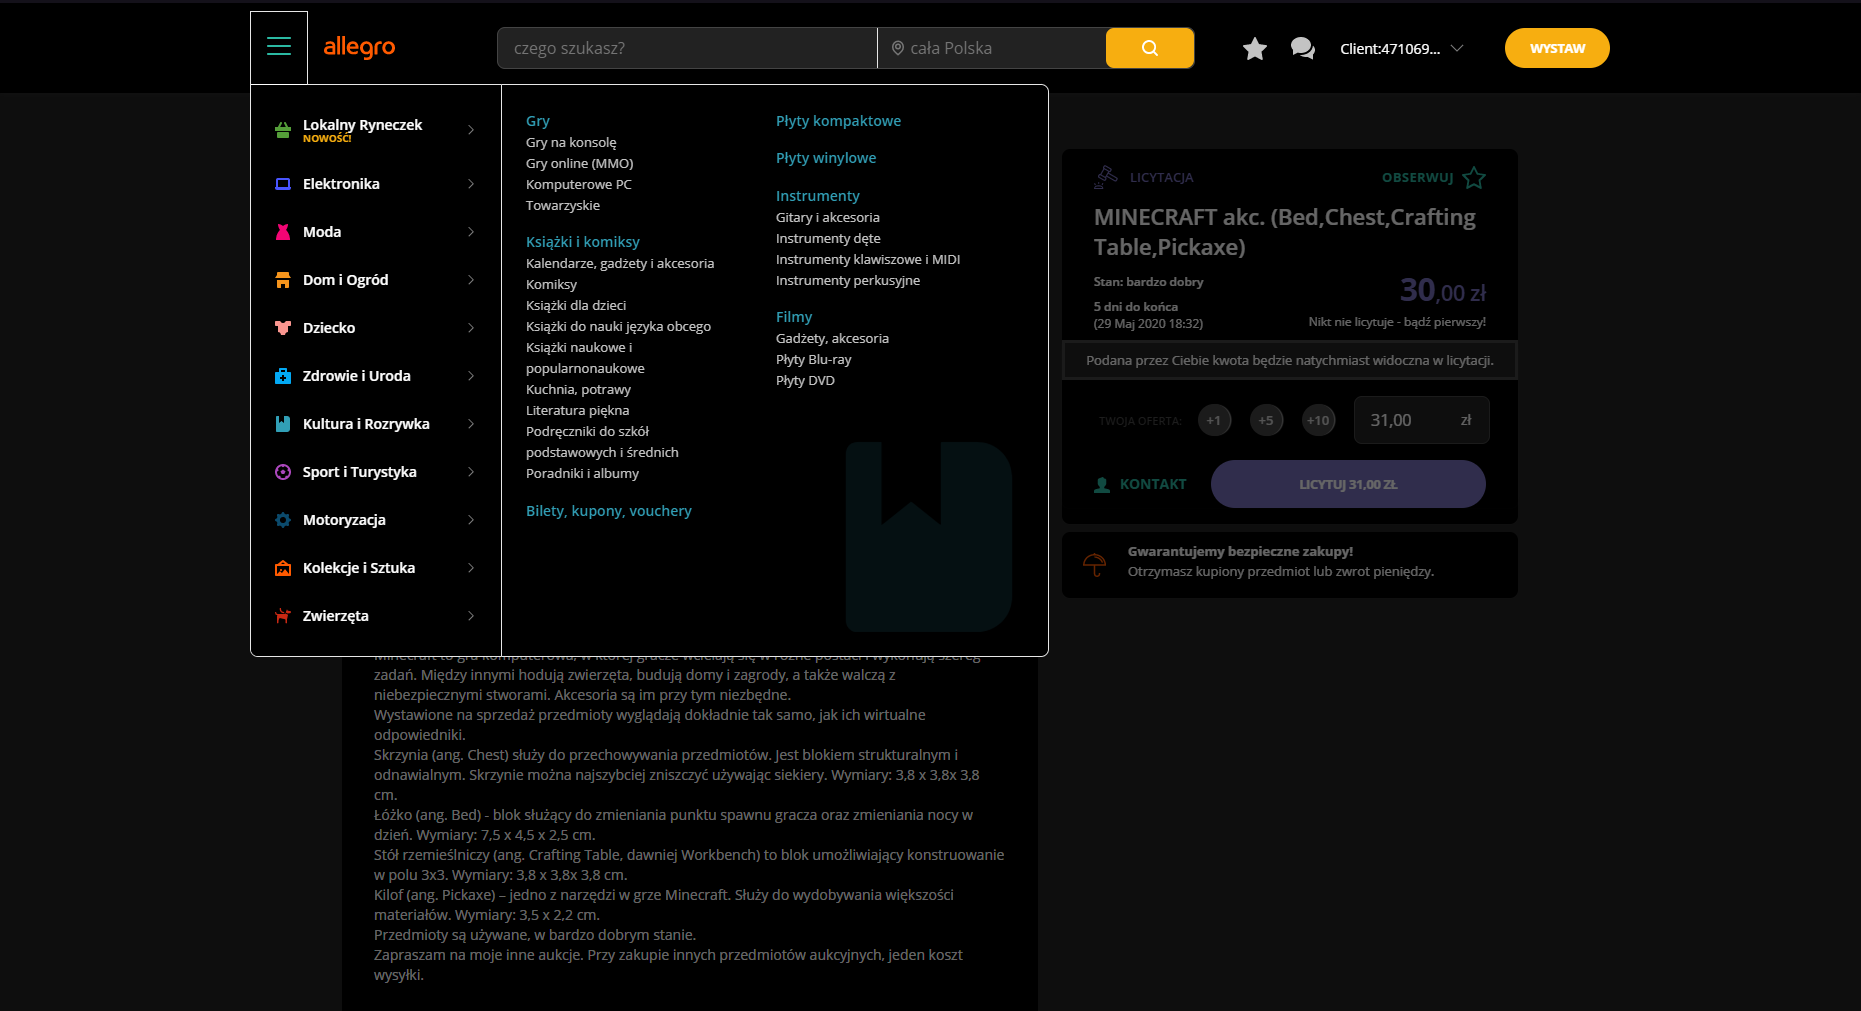 allegro
czego szukasz?
cała Polska
Client:471069...
WYSTAW
Lokalny Ryneczek
NOWOŚĆ!
Elektronika
Moda
Dom i Ogród
Dziecko
Zdrowie i Uroda
Kultura i Rozrywka
Sport i Turystyka
Motoryzacja
Kolekcje i Sztuka
Zwierzęta
Gry
Gry na konsolę
Gry online (MMO)
Komputerowe PC
Towarzyskie
Książki i komiksy
Kalendarze, gadżety i akcesoria
Komiksy
Książki dla dzieci
Książki do nauki języka obcego
Książki naukowe i
popularnonaukowe
Kuchnia, potrawy
Literatura piękna
Podręczniki do szkół
podstawowych i średnich
Poradniki i albumy
Bilety, kupony, vouchery
Płyty kompaktowe
Płyty winylowe
Instrumenty
Gitary i akcesoria
Instrumenty dęte
Instrumenty klawiszowe i MIDI
Instrumenty perkusyjne
Filmy
Gadżety, akcesoria
Płyty Blu-ray
Płyty DVD
LICYTACJA
OBSERWUJ
MINECRAFT akc. (Bed,Chest,Crafting
Table,Pickaxe)
Stan: bardzo dobry
30,00 zł
5 dni do końca
(29 Maj 2020 18:32)
Nikt nie licytuje - bądź pierwszy!
Podana przez Ciebie kwota będzie natychmiast widoczna w licytacji.
TWOJA OFERTA:
+1
+5
+10
31,00 zł
KONTAKT
LICYTUJ 31,00 ZŁ
Gwarantujemy bezpieczne zakupy!
Otrzymasz kupiony przedmiot lub zwrot pieniędzy.
Minecraft to gra komputerowa, w której gracze wcielają się w różne postaci i wykonują szereg
zadań. Między innymi hodują zwierzęta, budują domy i zagrody, a także walczą z
niebezpiecznymi stworami. Akcesoria są im przy tym niezbędne.
Wystawione na sprzedaż przedmioty wyglądają dokładnie tak samo, jak ich wirtualne
odpowiedniki.
Skrzynia (ang. Chest) służy do przechowywania przedmiotów. Jest blokiem strukturalnym i
odnawialnym. Skrzynie można najszybciej zniszczyć używając siekiery. Wymiary: 3,8 x 3,8x 3,8
cm.
Łóżko (ang. Bed) - blok służący do zmieniania punktu spawnu gracza oraz zmieniania nocy w
dzień. Wymiary: 7,5 x 4,5 x 2,5 cm.
Stół rzemieślniczy (ang. Crafting Table, dawniej Workbench) to blok umożliwiający konstruowanie
w polu 3x3. Wymiary: 3,8 x 3,8x 3,8 cm.
Kilof (ang. Pickaxe) – jedno z narzędzi w grze Minecraft. Służy do wydobywania większości
materiałów. Wymiary: 3,5 x 2,2 cm.
Przedmioty są używane, w bardzo dobrym stanie.
Zapraszam na moje inne aukcje. Przy zakupie innych przedmiotów aukcyjnych, jeden koszt
wysyłki.